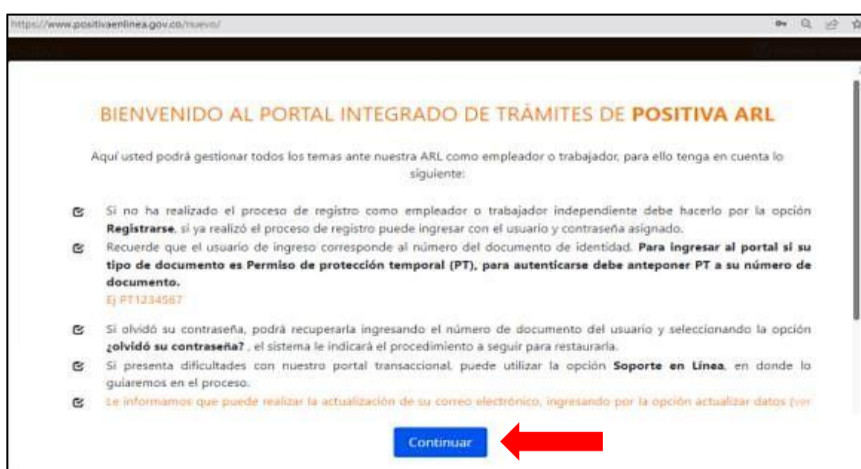 https://www.positivaenlinea.gov.co/nuevo/
BIENVENIDO AL PORTAL INTEGRADO DE TRÁMITES DE POSITIVA ARL
Aquí usted podrá gestionar todos los temas ante nuestra ARL como empleador o trabajador, para ello tenga en cuenta lo
siguiente:
Si no ha realizado el proceso de registro como empleador o trabajador independiente debe hacerlo por la opción
Registrarse, si ya realizó el proceso de registro puede ingresar con el usuario y contraseña asignado.
Recuerde que el usuario de ingreso corresponde al número del documento de identidad. Para ingresar al portal si su
tipo de documento es Permiso de protección temporal (PT), para autenticarse debe anteponer PT a su número de
documento.
Ej PT1234567
Si olvidó su contraseña, podrá recuperarla ingresando el número de documento del usuario y seleccionando la opción
¿olvidó su contraseña? , el sistema le indicará el procedimiento a seguir para restaurarla.
Si presenta dificultades con nuestro portal transaccional, puede utilizar la opción Soporte en Línea, en donde lo
guiaremos en el proceso.
Le informamos que puede realizar la actualización de su correo electrónico, ingresando por la opción actualizar datos (ver
Continuar